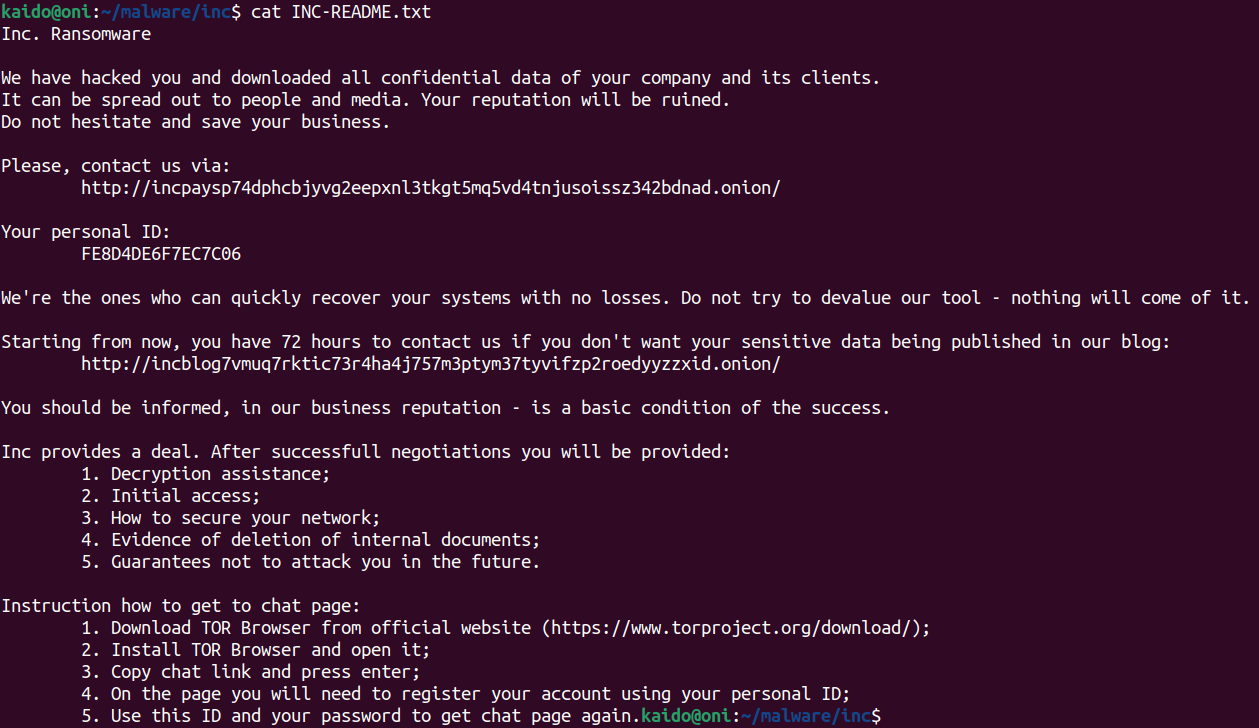 kaido@oni:~/malware/inc$ cat INC-README.txt
Inc. Ransomware
We have hacked you and downloaded all confidential data of your company and its clients.
It can be spread out to people and media. Your reputation will be ruined.
Do not hesitate and save your business.
Please, contact us via:
http://incpaysp74dphcbjyvg2eepxnl3tkgt5mq5vd4tnjusoissz342bdnad.onion/
Your personal ID:
FE8D4DE6F7EC7C06
We're the ones who can quickly recover your systems with no losses. Do not try to devalue our tool - nothing will come of it.
Starting from now, you have 72 hours to contact us if you don't want your sensitive data being published in our blog:
http://incblog7vmuq7rktic73r4ha4j757m3ptym37tyvifzp2roedyyzzxid.onion/
You should be informed, in our business reputation - is a basic condition of the success.
Inc provides a deal. After successfull negotiations you will be provided:
1. Decryption assistance;
2. Initial access;
3. How to secure your network;
4. Evidence of deletion of internal documents;
5. Guarantees not to attack you in the future.
Instruction how to get to chat page:
1. Download TOR Browser from official website (https://www.torproject.org/download/);
2. Install TOR Browser and open it;
3. Copy chat link and press enter;
4. On the page you will need to register your account using your personal ID;
5. Use this ID and your password to get chat page again.kaido@oni:~/malware/inc$